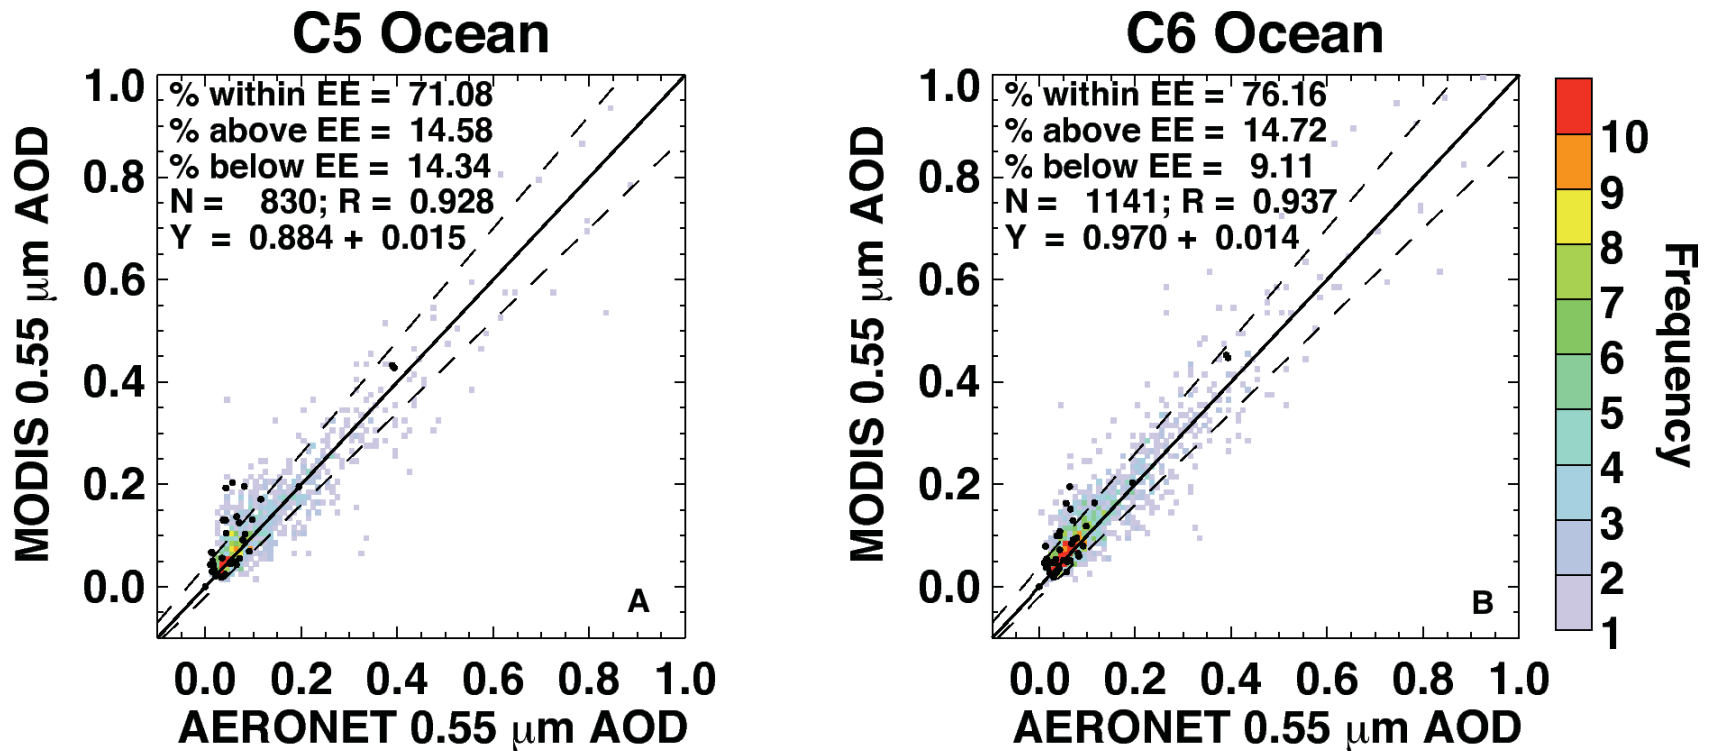 C5 Ocean
1.0
0.8
0.6
0.4
0.2
0.0
MODIS 0.55 μm AOD
% within EE = 71.08
% above EE = 14.58
% below EE = 14.34
N = 830; R = 0.928
Y = 0.884 + 0.015
A
0.0 0.2 0.4 0.6 0.8 1.0
AERONET 0.55 μm AOD
C6 Ocean
1.0
0.8
0.6
0.4
0.2
0.0
MODIS 0.55 μm AOD
% within EE = 76.16
% above EE = 14.72
% below EE = 9.11
N = 1141; R = 0.937
Y = 0.970 + 0.014
B
0.0 0.2 0.4 0.6 0.8 1.0
AERONET 0.55 μm AOD
10
9
8
7
6
5
4
3
2
1
Frequency